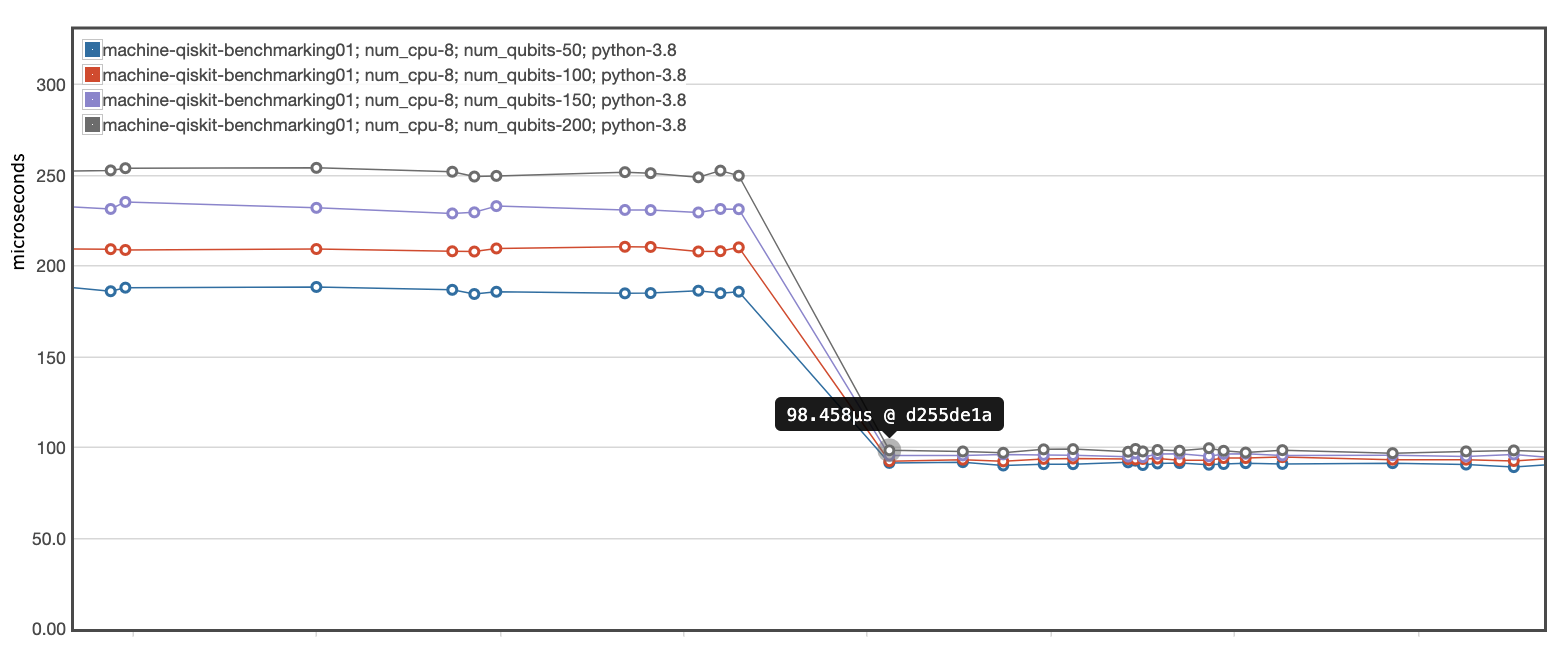 machine-qiskit-benchmarking01; num_cpu-8; num_qubits-50; python-3.8
machine-qiskit-benchmarking01; num_cpu-8; num_qubits-100; python-3.8
machine-qiskit-benchmarking01; num_cpu-8; num_qubits-150; python-3.8
machine-qiskit-benchmarking01; num_cpu-8; num_qubits-200; python-3.8
microseconds
300
250
200
150
100
50.0
0.00
98.458μs @ d255de1a